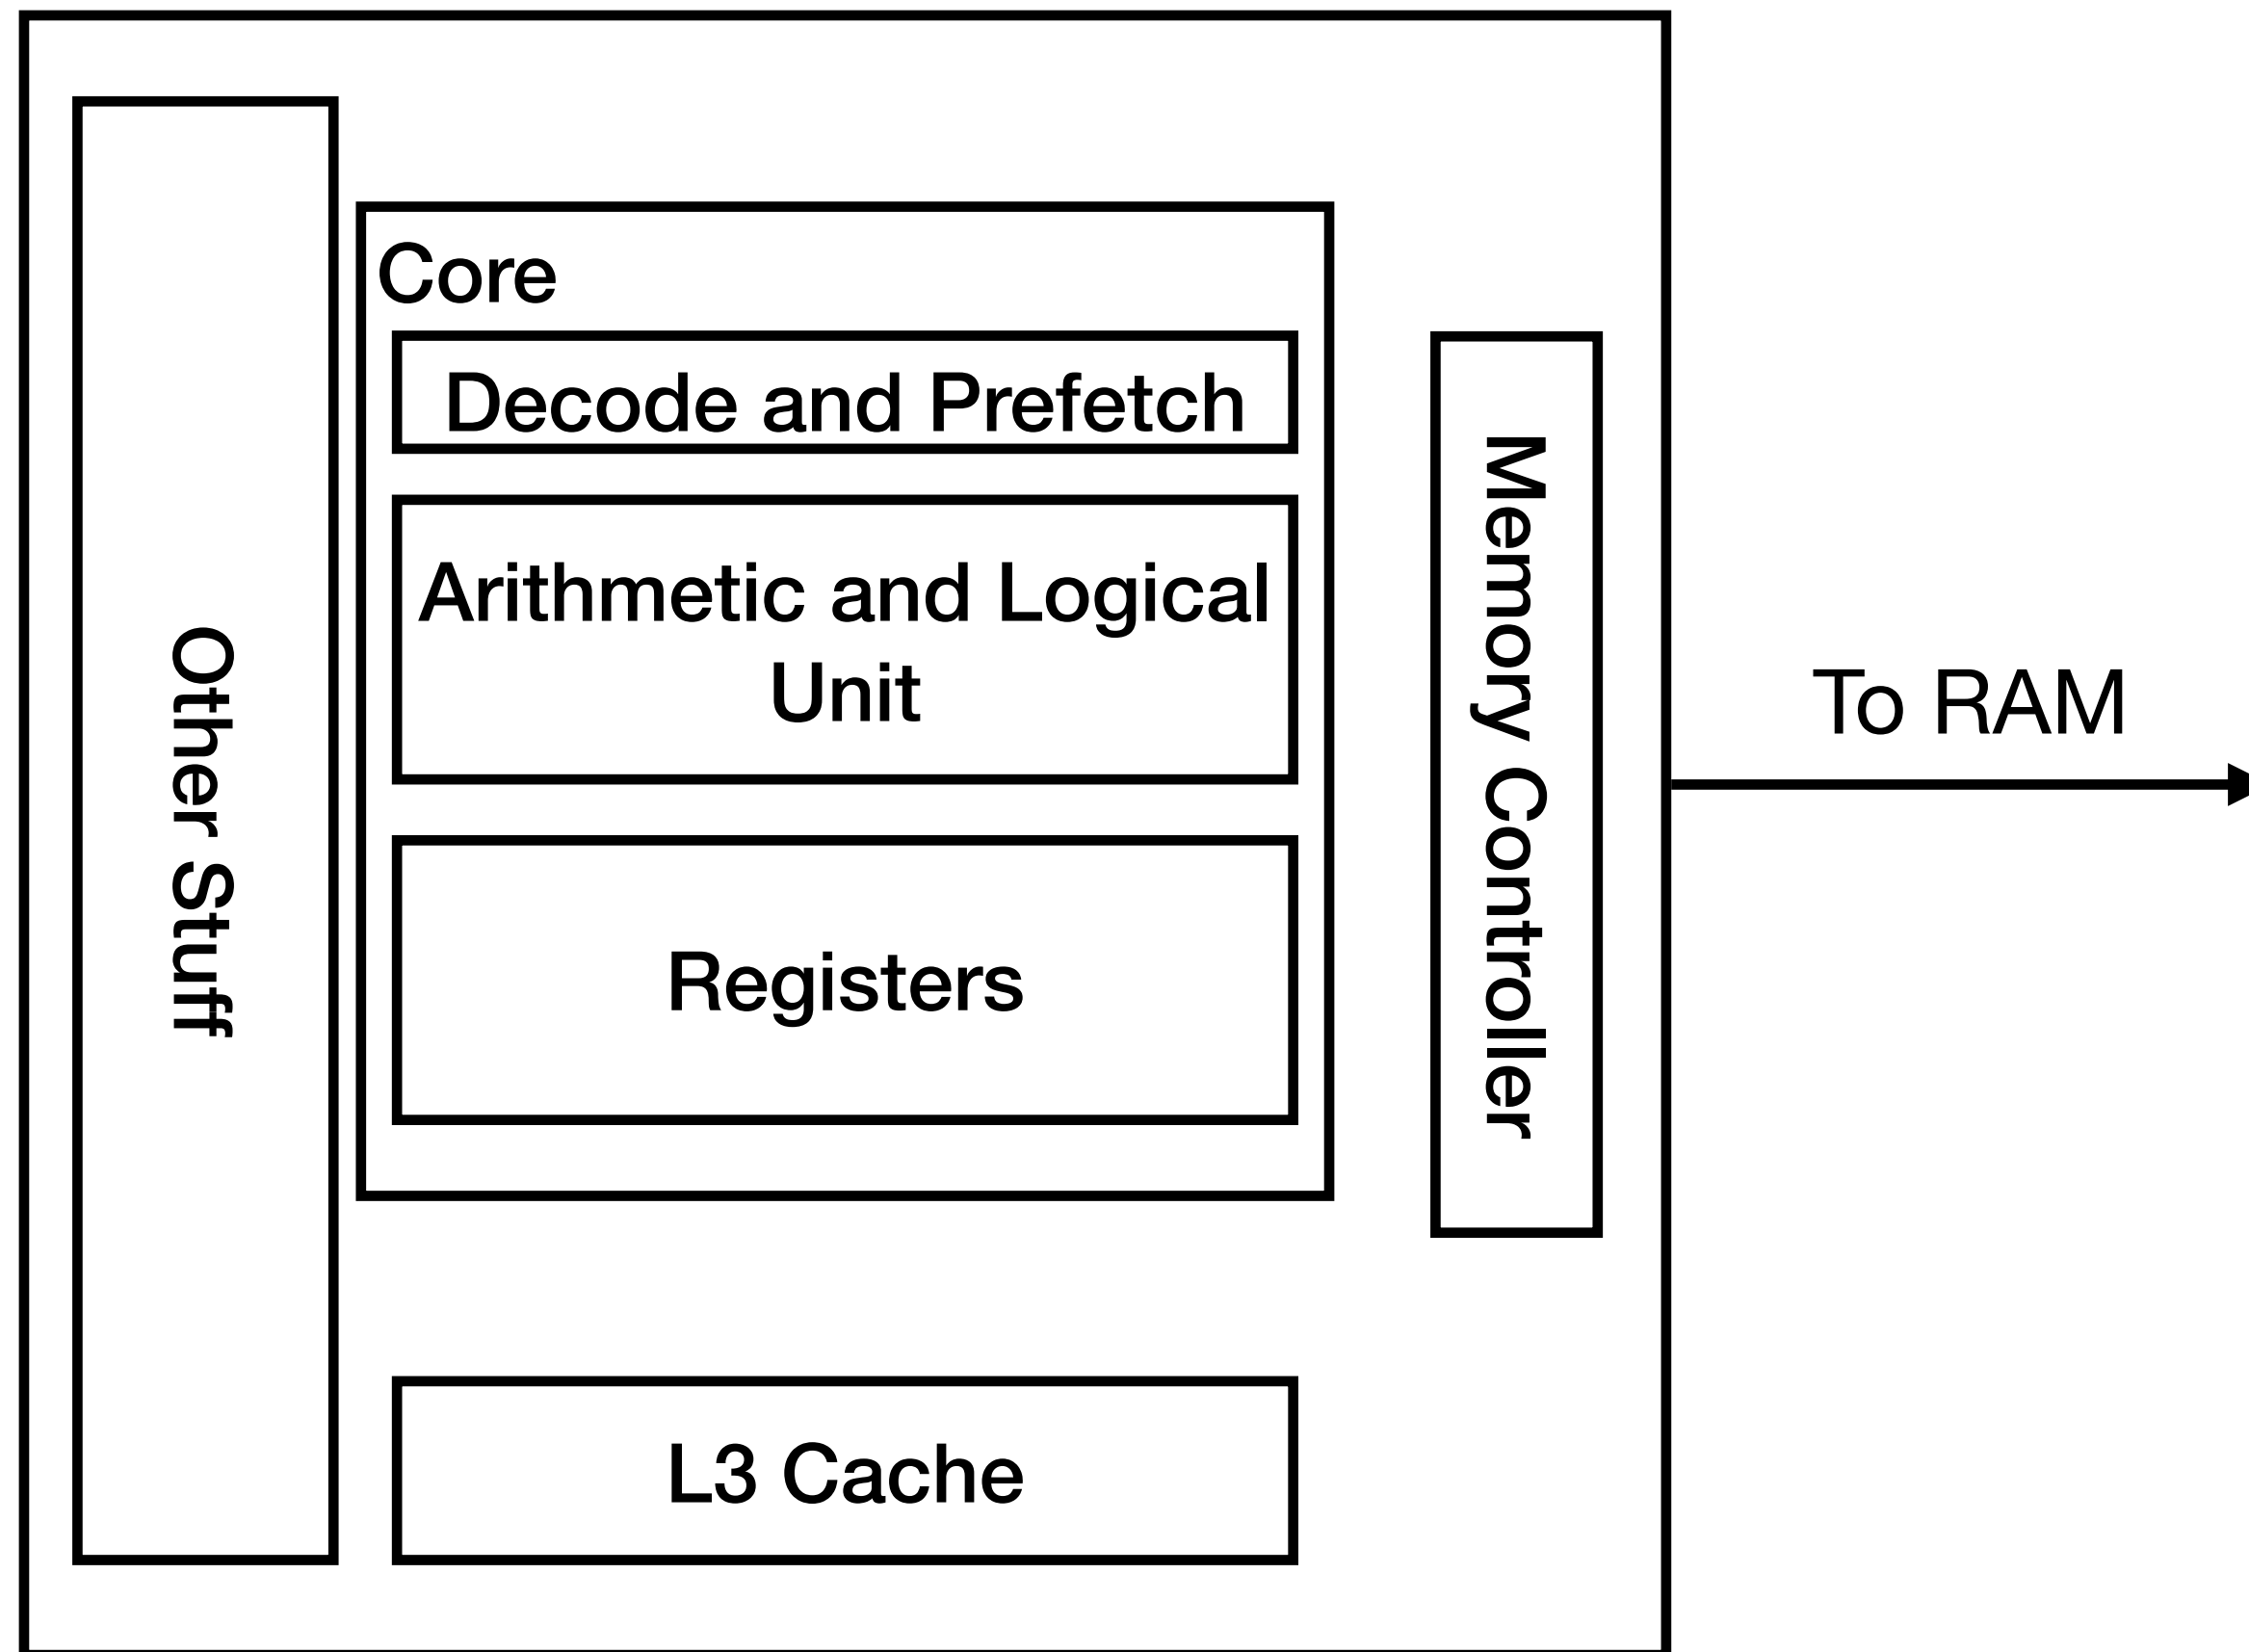 Other Stuff
Core
Decode and Prefetch
Arithmetic and Logical
Unit
Registers
L3 Cache
Memory Controller
To RAM